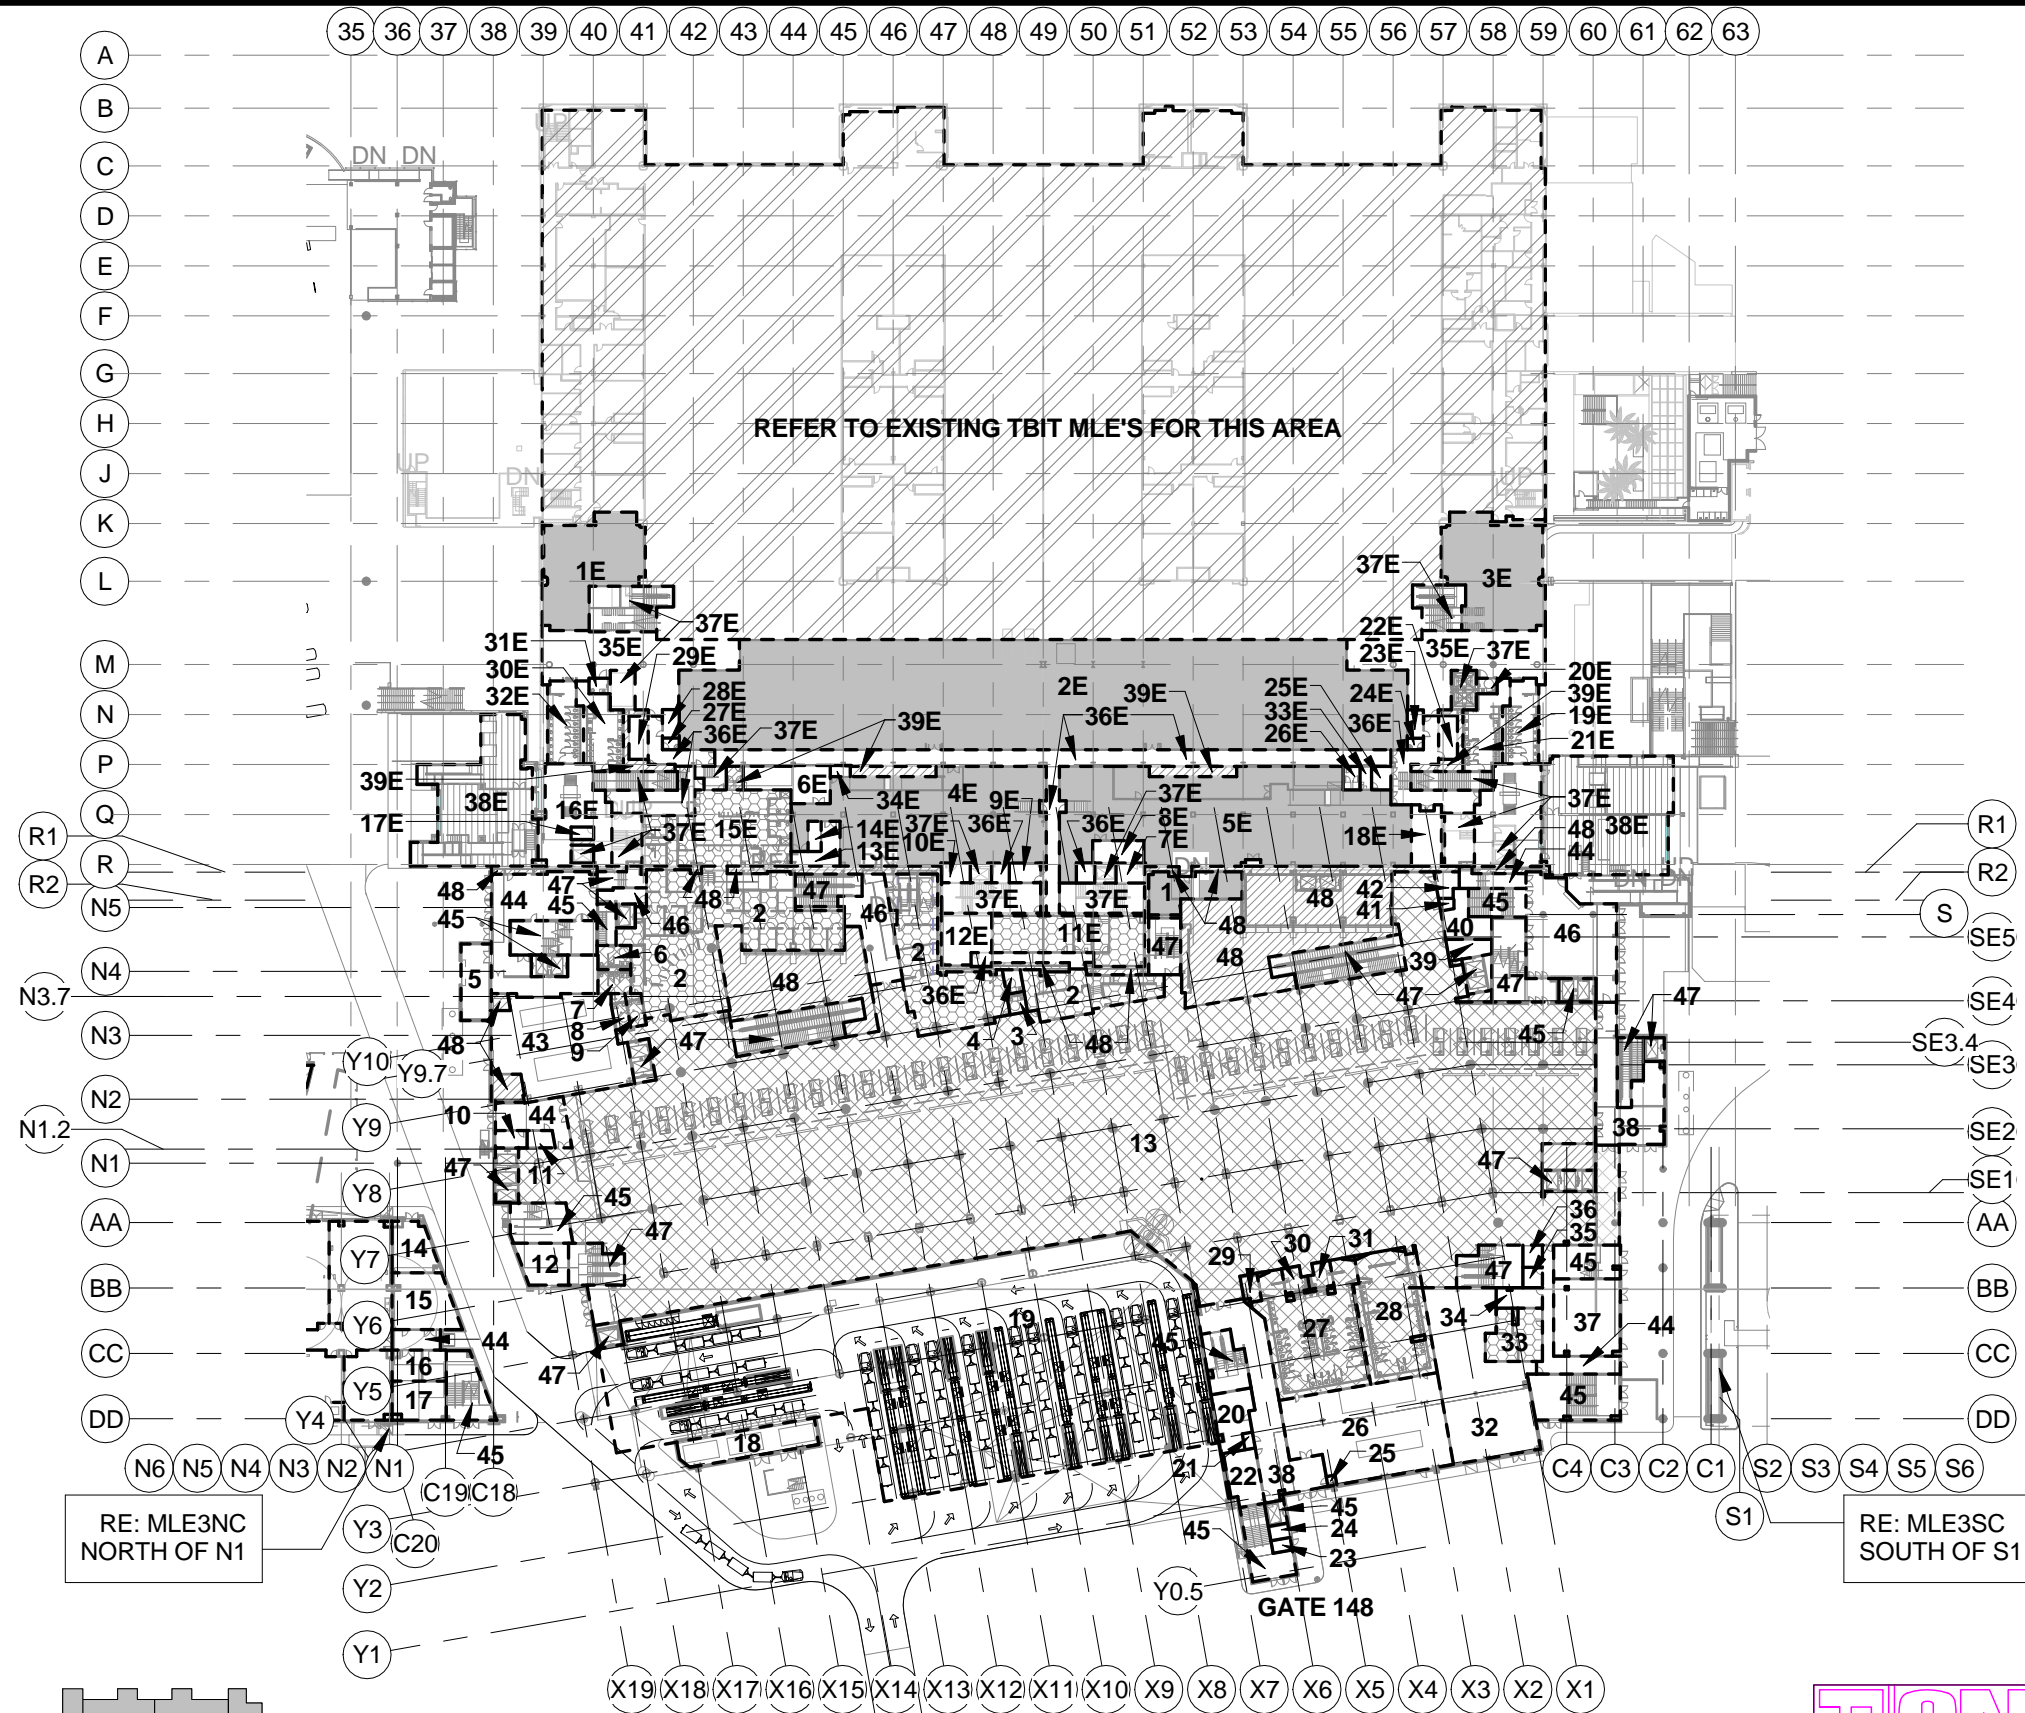 35 36 37 38 39 40 41 42 43 44 45 46 47 48 49 50 51 52 53 54 55 56 57 58 59 60 61 62 63
A
B
UP
C
DN DN
D
E
F
G
H
REFER TO EXISTING TBIT MLE'S FOR THIS AREA
J
UP
DN
UP
K
L
1E
37E
3E
37E
22E
31E
35E
29E
23E
35E
37E
M
30E
20E
32E
28E
2E
39E
25E
24E
39E
N
27E
36E
33E
36E
19E
36E
37E
39E
26E
21E
P
39E
38E
16E
6E
34E
4E
9E
37E
37E
Q
17E
37E
15E
14E
37E
36E
36E
8E
5E
18E
48
38E
R1
13E
10E
7E
44
R1
R
R2
48
44
47
48
2
47
46
37E
37E
1
48
42
45
R2
N5
45
45
46
41
46
S
45
6
12E
11E
47
48
48
40
SE5
N4
5
2
48
2
39
47
N3.7
7
36E
2
47
47
SE4
N3
48
43
8
47
4
3
48
45
SE3.4
Y10
Y9.7
9
SE3
N2
10
44
N1.2
Y9
13
38
SE2
N1
47
11
47
Y8
45
SE1
AA
14
47
36
AA
Y7
12
29
30
31
35
45
BB
15
47
BB
Y6
44
19
27
28
34
37
44
CC
16
47
45
33
CC
Y5
17
20
45
DD
Y4
18
26
32
DD
45
21
25
N6 N5 N4 N3 N2 N1
22
38
C4 C3 C2 C1 S2 S3 S4 S5 S6
C19 C18
45
S1
RE: MLE3NC
NORTH OF N1
Y3
C20
45
24
RE: MLE3SC
SOUTH OF S1
23
Y2
Y0.5
GATE 148
Y1
X19 X18 X17 X16 X15 X14 X13 X12 X11 X10 X9 X8 X7 X6 X5 X4 X3 X2 X1